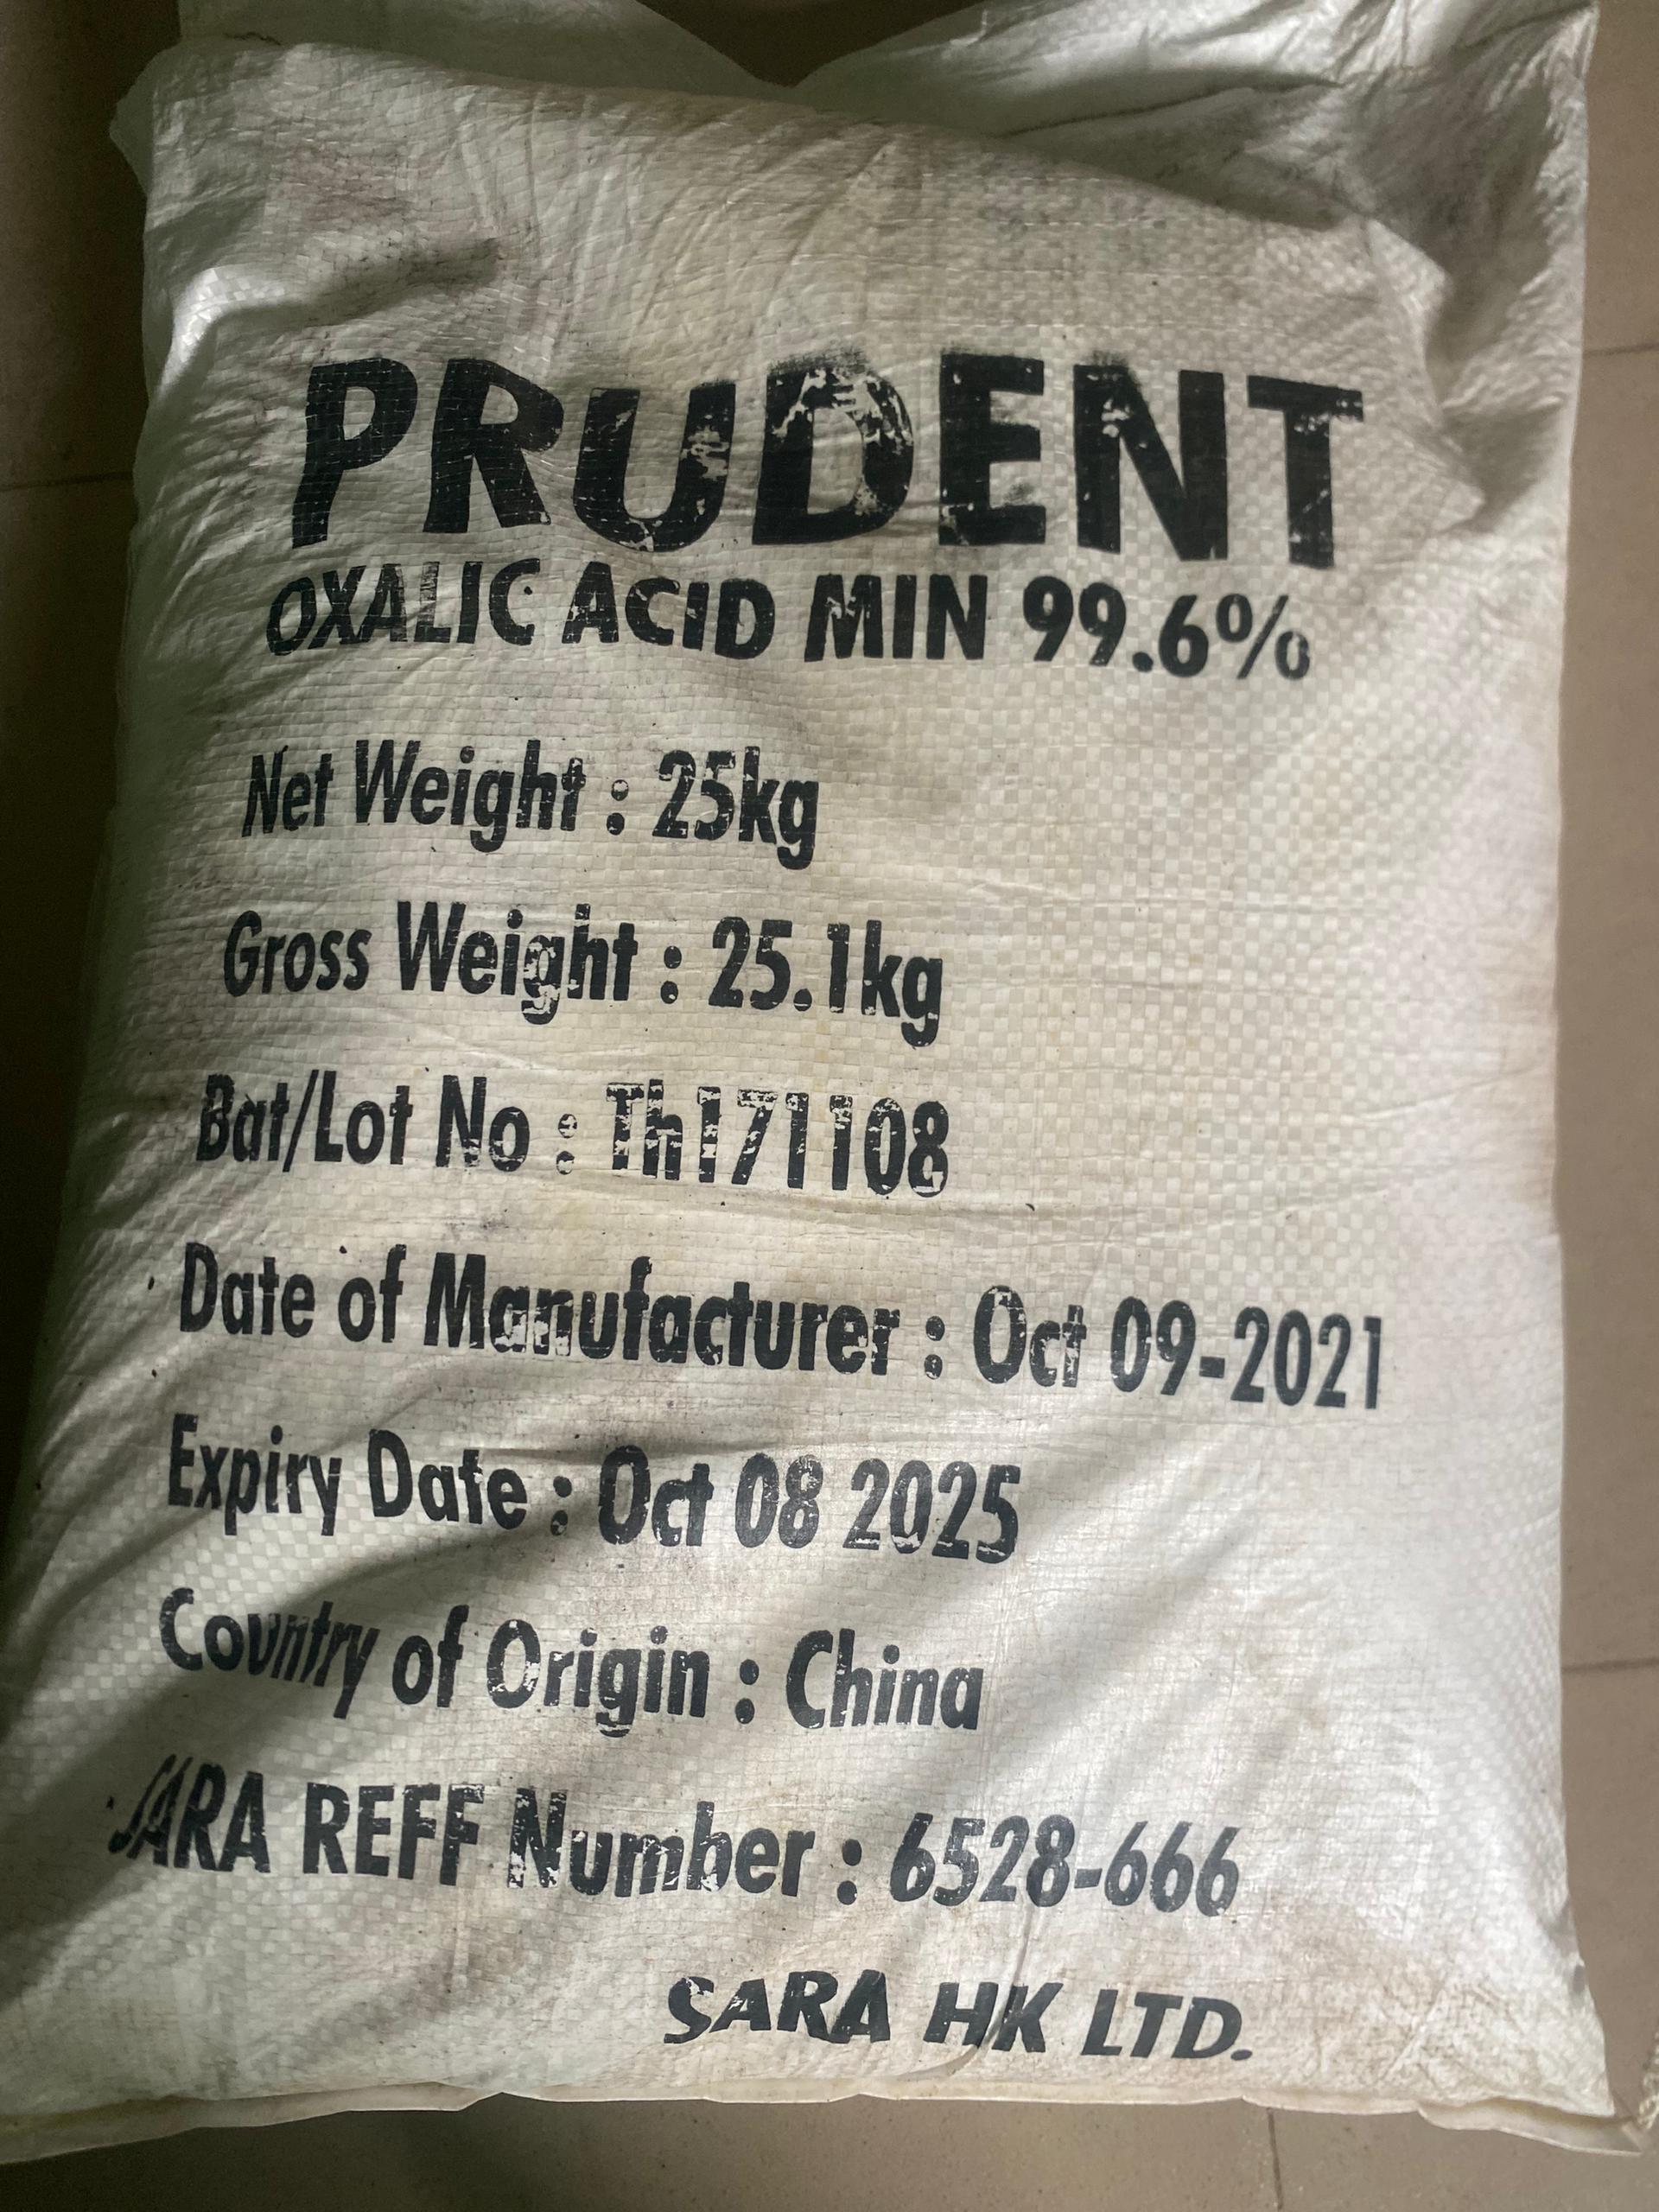 PRUDENT
OXALIC ACID MIN 99.6%
Net Weight : 25kg
Gross Weight : 25.1kg
Bat/Lot No : Th171108
Date of Manufacturer : Oct 09-2021
Expiry Date : Oct 08 2025
Country of Origin : China
SARA REFF Number : 6528-666
SARA HK LTD.